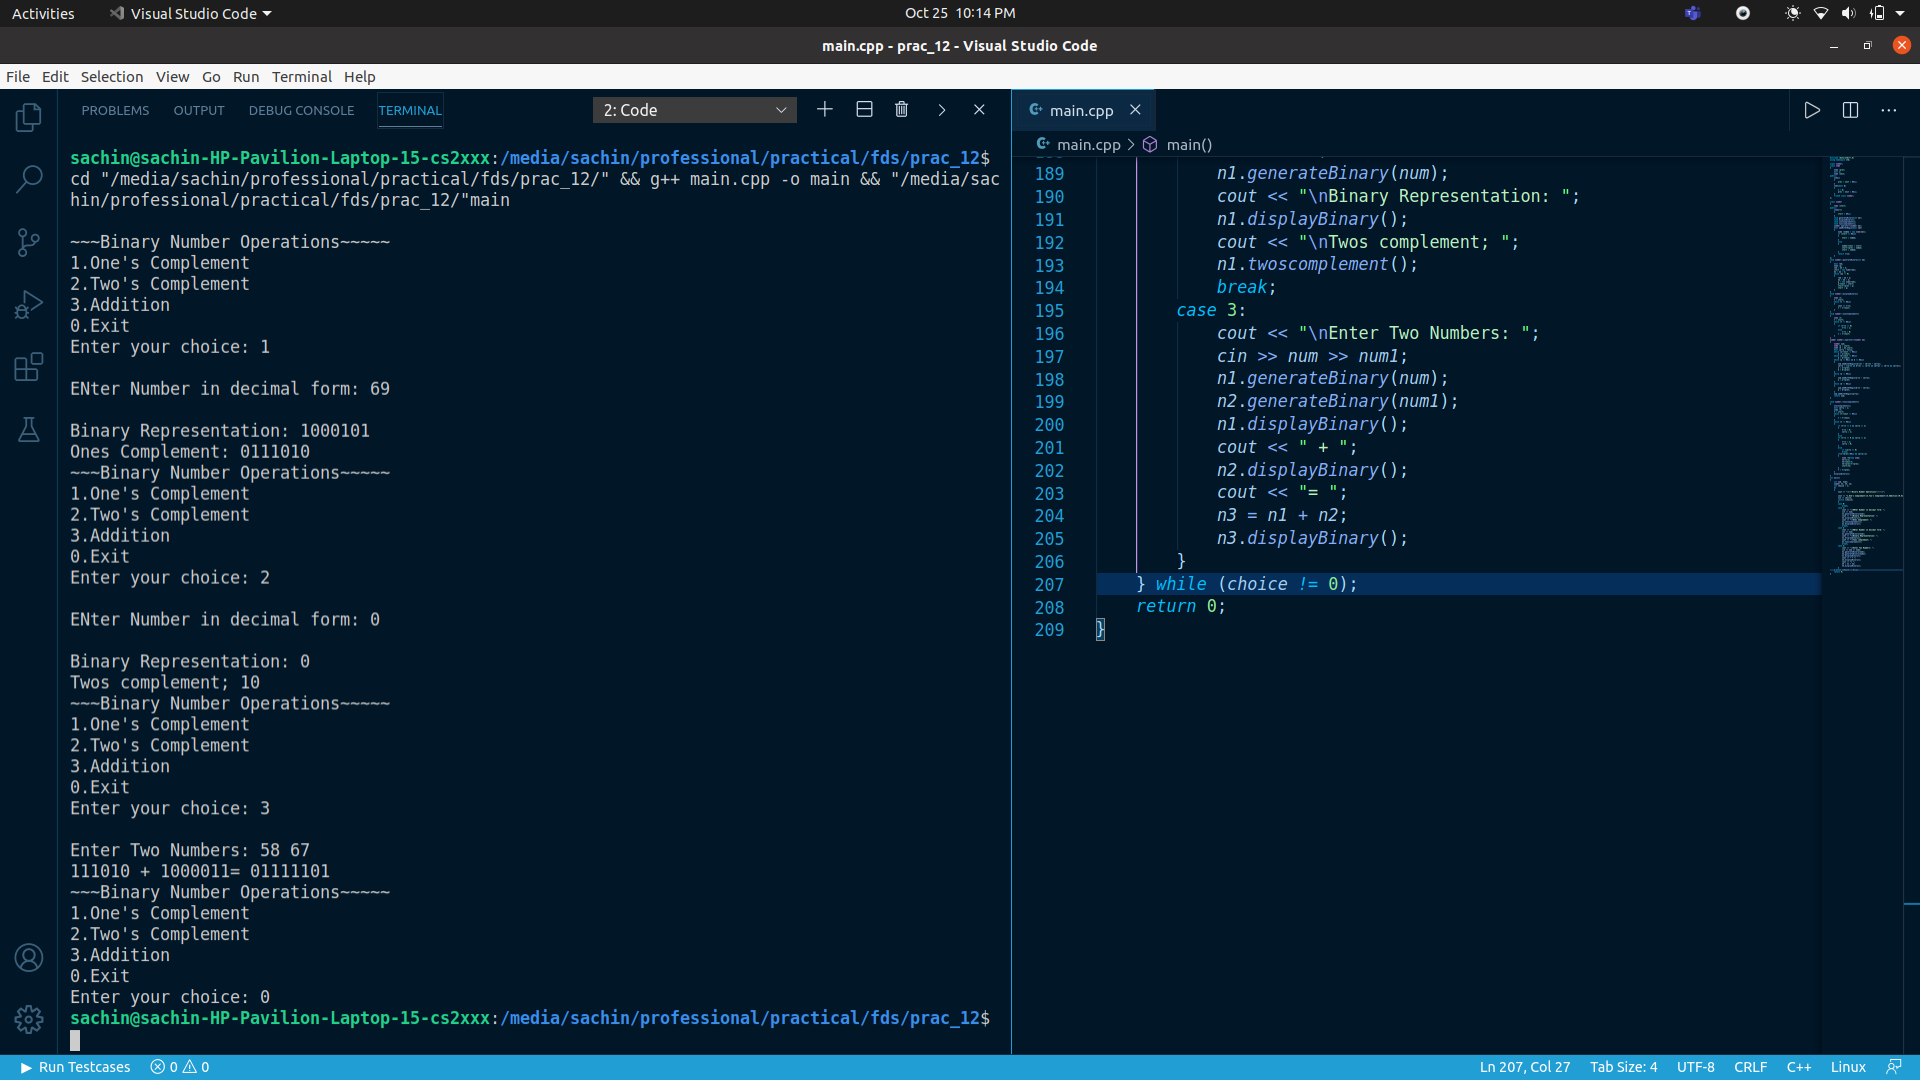 Activities Visual Studio Code Oct 25 10:14 PM
main.cpp - prac_12 - Visual Studio Code
File Edit Selection View Go Run Terminal Help
PROBLEMS OUTPUT DEBUG CONSOLE TERMINAL 2: Code
sachin@sachin-HP-Pavilion-Laptop-15-cs2xxx:/media/sachin/professional/practical/fds/prac_12$
cd "/media/sachin/professional/practical/fds/prac_12/" && g++ main.cpp -o main && "/media/sac
hin/professional/practical/fds/prac_12/"main
~~~Binary Number Operations~~~~~
1.One's Complement
2.Two's Complement
3.Addition
0.Exit
Enter your choice: 1
ENter Number in decimal form: 69
Binary Representation: 1000101
Ones Complement: 0111010
~~~Binary Number Operations~~~~~
1.One's Complement
2.Two's Complement
3.Addition
0.Exit
Enter your choice: 2
ENter Number in decimal form: 0
Binary Representation: 0
Twos complement; 10
~~~Binary Number Operations~~~~~
1.One's Complement
2.Two's Complement
3.Addition
0.Exit
Enter your choice: 3
Enter Two Numbers: 58 67
111010 + 1000011= 01111101
~~~Binary Number Operations~~~~~
1.One's Complement
2.Two's Complement
3.Addition
0.Exit
Enter your choice: 0
sachin@sachin-HP-Pavilion-Laptop-15-cs2xxx:/media/sachin/professional/practical/fds/prac_12$
main.cpp
main.cpp > main()
189 n1.generateBinary(num);
190 cout << "\nBinary Representation: ";
191 n1.displayBinary();
192 cout << "\nTwos complement; ";
193 n1.twoscomplement();
194 break;
195 case 3:
196 cout << "\nEnter Two Numbers: ";
197 cin >> num >> num1;
198 n1.generateBinary(num);
199 n2.generateBinary(num1);
200 n1.displayBinary();
201 cout << " + ";
202 n2.displayBinary();
203 cout << "= ";
204 n3 = n1 + n2;
205 n3.displayBinary();
206 }
207 } while (choice != 0);
208 return 0;
209 }
Run Testcases 0 0 Ln 207, Col 27 Tab Size: 4 UTF-8 CRLF C++ Linux